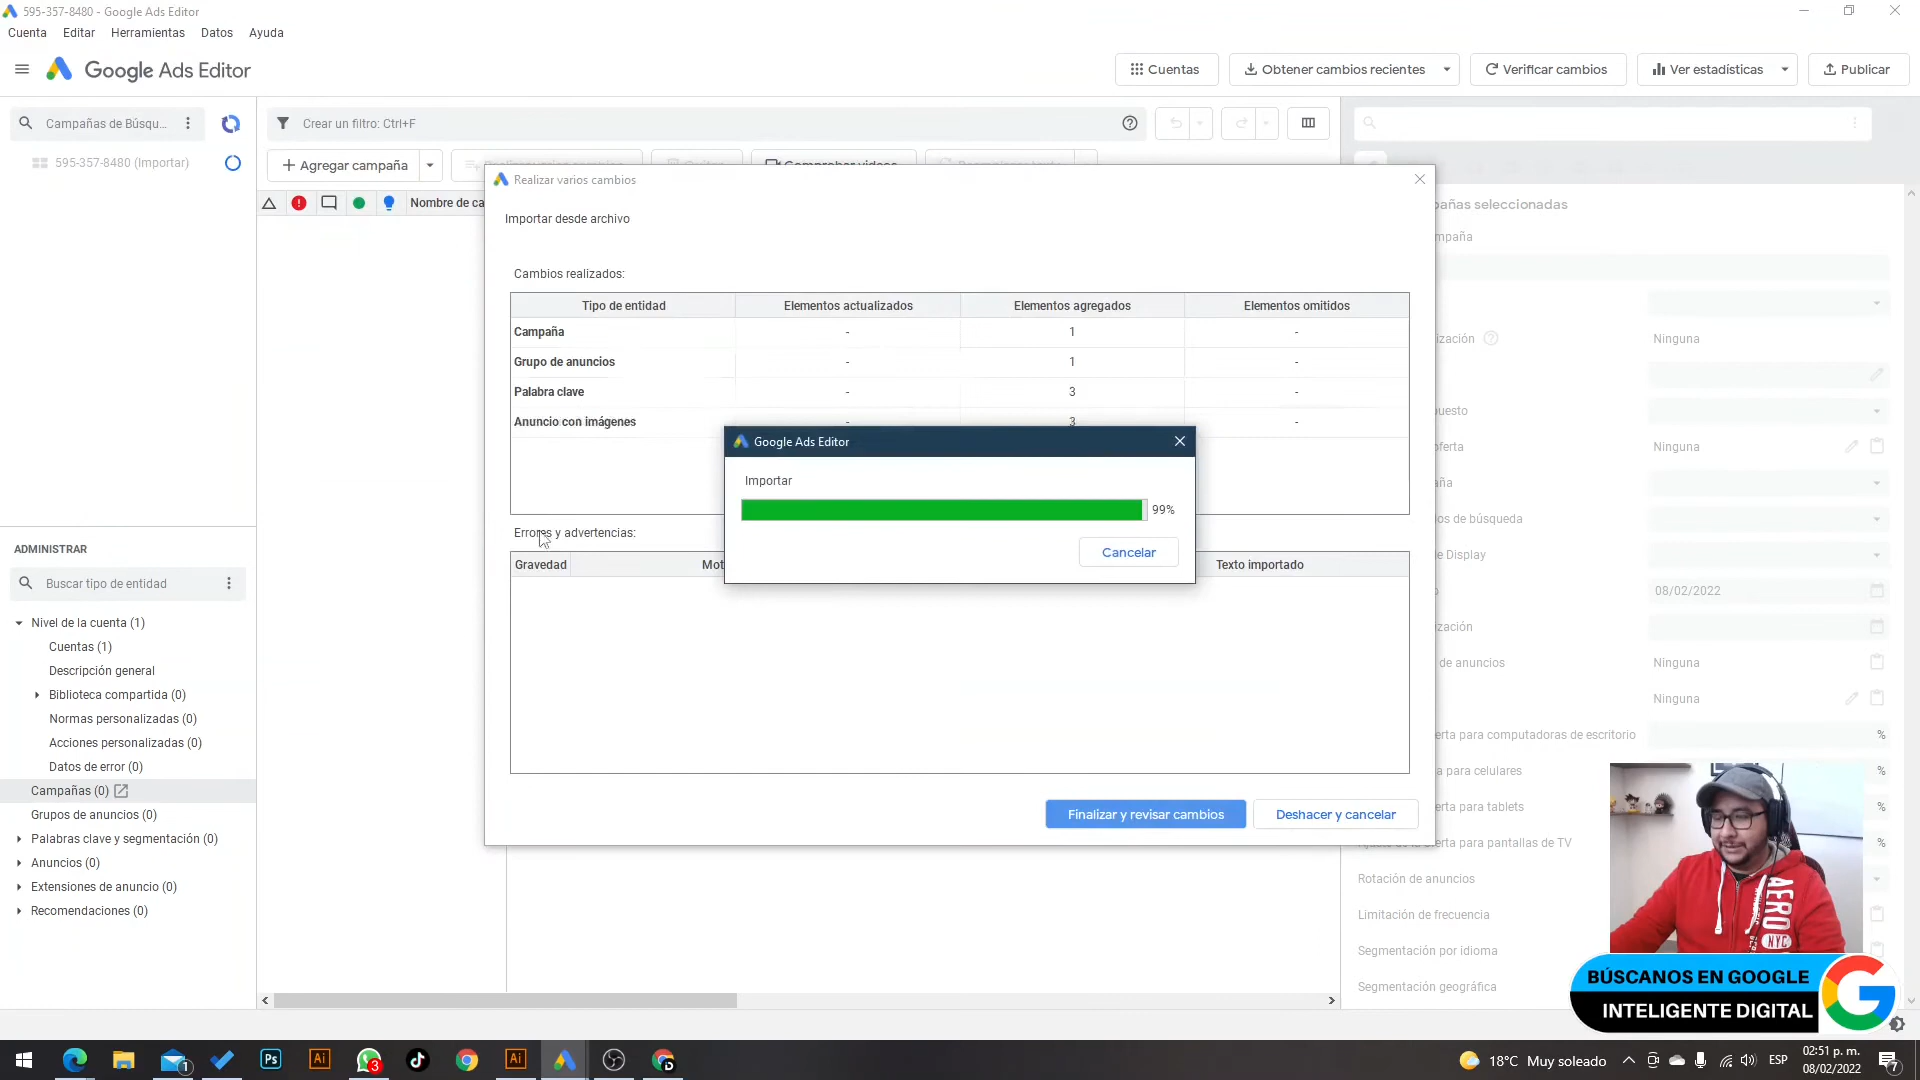 595-357-8480 - Google Ads Editor
Cuenta Editar Herramientas Datos Ayuda
Google Ads Editor
Cuentas
Obtener cambios recientes
Verificar cambios
Ver estadísticas
Publicar
Campañas de Búsqu...
Crear un filtro: Ctrl+F
595-357-8480 (Importar)
Agregar campaña
Nombre de ca
Realizar varios cambios
Importar desde archivo
Cambios realizados:
Tipo de entidad Elementos actualizados Elementos agregados Elementos omitidos
Campaña - 1 -
Grupo de anuncios - 1 -
Palabra clave - 3 -
Anuncio con imágenes - 3 -
Google Ads Editor
Importar
99%
Cancelar
Errores y advertencias:
Gravedad Mot Texto importado
Finalizar y revisar cambios
Deshacer y cancelar
ADMINISTRAR
Buscar tipo de entidad
Nivel de la cuenta (1)
Cuentas (1)
Descripción general
Biblioteca compartida (0)
Normas personalizadas (0)
Acciones personalizadas (0)
Datos de error (0)
Campañas (0)
Grupos de anuncios (0)
Palabras clave y segmentación (0)
Anuncios (0)
Extensiones de anuncio (0)
Recomendaciones (0)
pañas seleccionadas
mpaña
ización Ninguna
puesto
oferta Ninguna
aña
os de búsqueda
e Display
o 08/02/2022
ización
de anuncios Ninguna
Ninguna
erta para computadoras de escritorio %
a para celulares %
erta para tablets %
erta para pantallas de TV %
Rotación de anuncios
Limitación de frecuencia
Segmentación por idioma
Segmentación geográfica
AERO
NYC
BÚSCANOS EN GOOGLE
INTELIGENTE DIGITAL
Ps
Ai
Ai
1
3
D
18°C Muy soleado
ESP
02:51 p. m.
08/02/2022
7